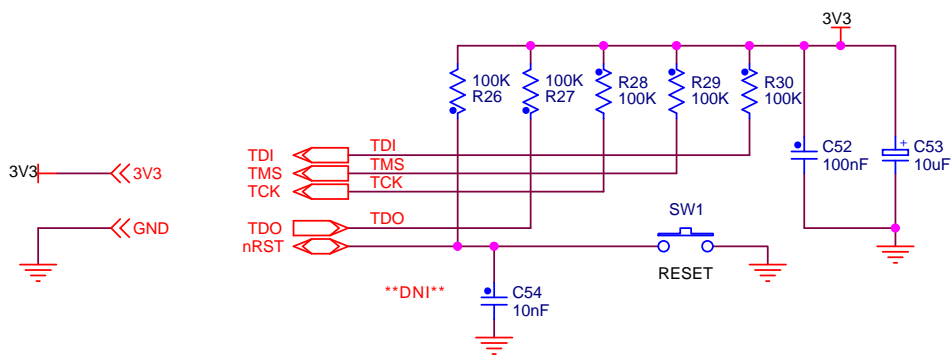 3V3
100K
R26
100K
R27
R28
100K
R29
100K
R30
100K
C52
100nF
+
C53
10uF
3V3
3V3
GND
TDI
TDI
TMS
TMS
TCK
TCK
TDO
TDO
nRST
SW1
RESET
**DNI**
C54
10nF